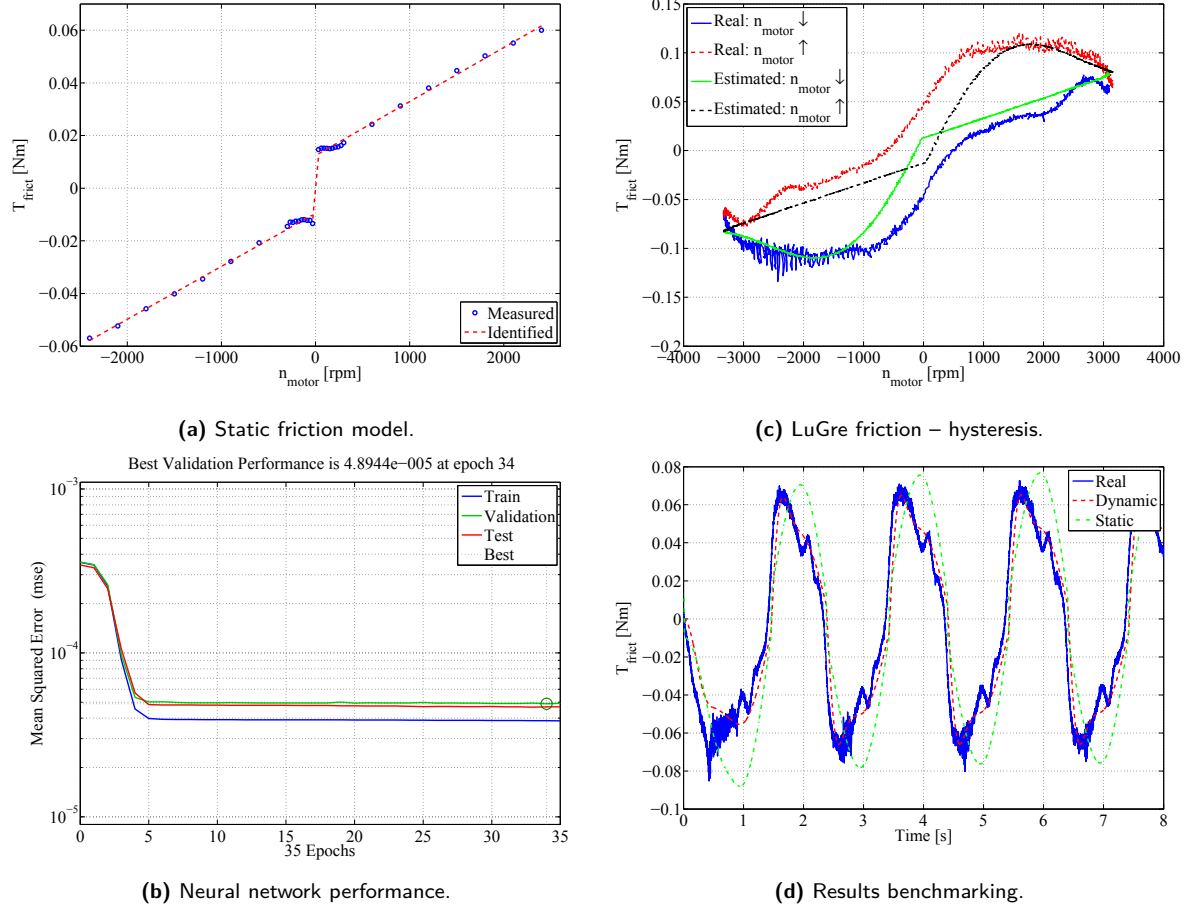 0.06
0.04
0.02
0
−0.02
−0.04
−0.06
T_frict [Nm]
−2000 −1000 0 1000 2000
n_motor [rpm]
Measured
Identified
(a) Static friction model.
0.15
0.1
0.05
0
−0.05
−0.1
−0.15
−0.2
T_frict [Nm]
−4000 −3000 −2000 −1000 0 1000 2000 3000 4000
n_motor [rpm]
Real: n_motor ↓
Real: n_motor ↑
Estimated: n_motor ↓
Estimated: n_motor ↑
(c) LuGre friction – hysteresis.
Best Validation Performance is 4.8944e−005 at epoch 34
10^−3
10^−4
10^−5
Mean Squared Error (mse)
0 5 10 15 20 25 30 35
35 Epochs
Train
Validation
Test
Best
(b) Neural network performance.
0.08
0.06
0.04
0.02
0
−0.02
−0.04
−0.06
−0.08
−0.1
T_frict [Nm]
0 1 2 3 4 5 6 7 8
Time [s]
Real
Dynamic
Static
(d) Results benchmarking.